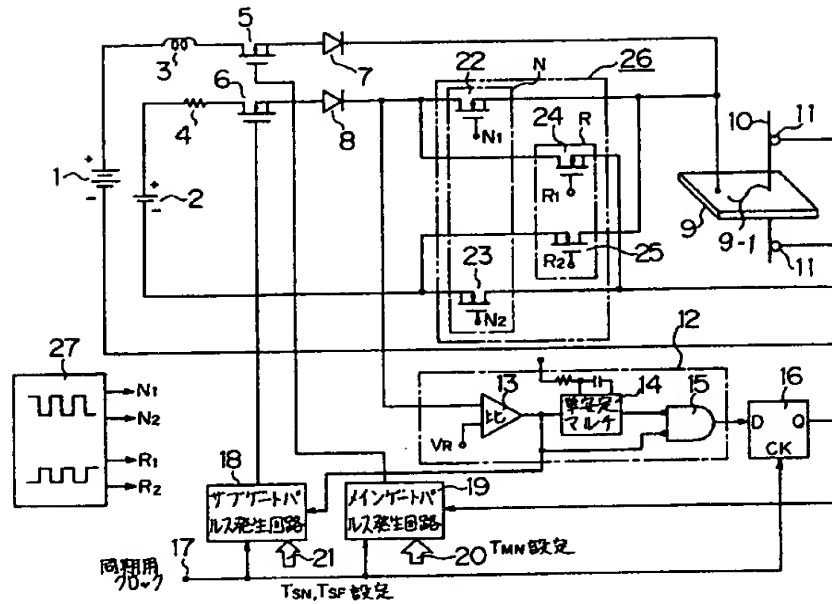 5
3
7
6
22
N
26
4
8
N1
24
R
10
11
1
+
-
+
-
2
R1
23
R2
25
9
9-1
11
N2
12
27
13
比
VR
単安定
マルチ
14
15
16
D
Q
CK
N1
N2
R1
R2
18
サブゲートパ
ルス発生回路
メインゲートパ
ルス発生回路
19
21
20
TMN設定
17
同期用
クロック
TSN,TSF設定